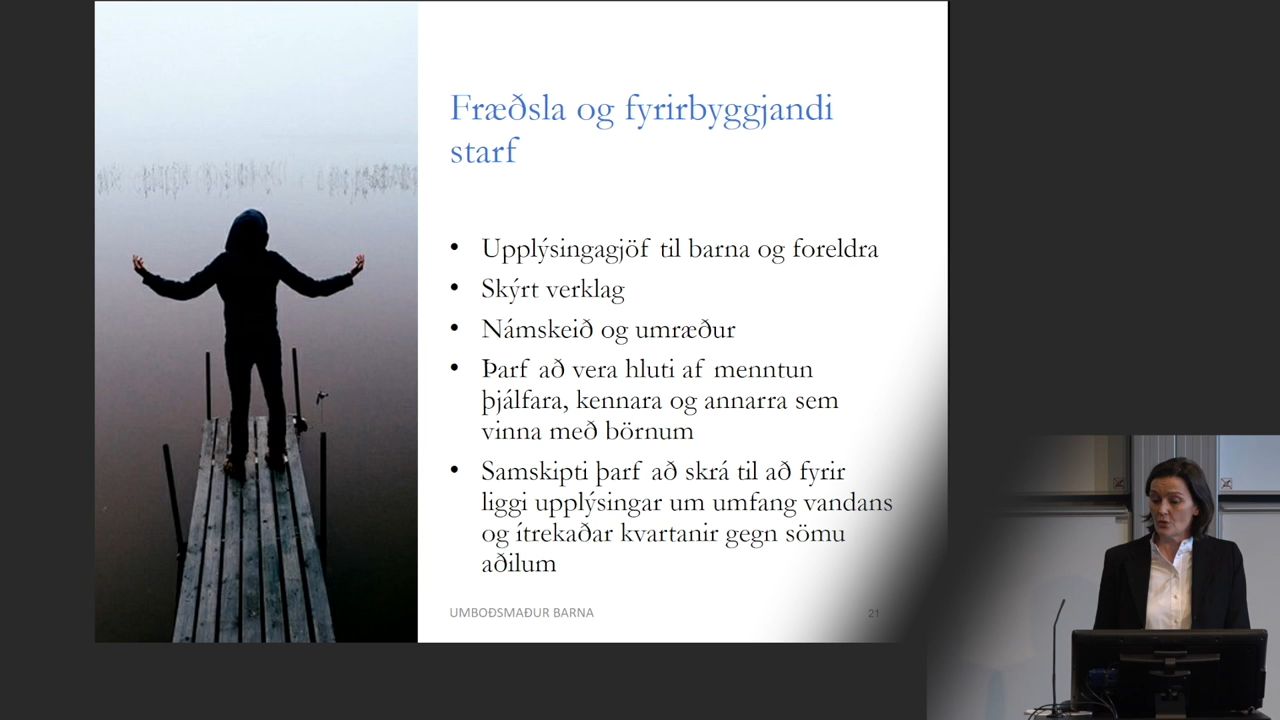 Fræðsla og fyrirbyggjandi
starf
• Upplýsingagjöf til barna og foreldra
• Skýrt verklag
• Námskeið og umræður
• Þarf að vera hluti af menntun
þjálfara, kennara og annarra sem
vinna með börnum
• Samskipti þarf að skrá til að fyrir
liggi upplýsingar um umfang vandans
og ítrekaðar kvartanir gegn sömu
aðilum
UMBOÐSMAÐUR BARNA
21